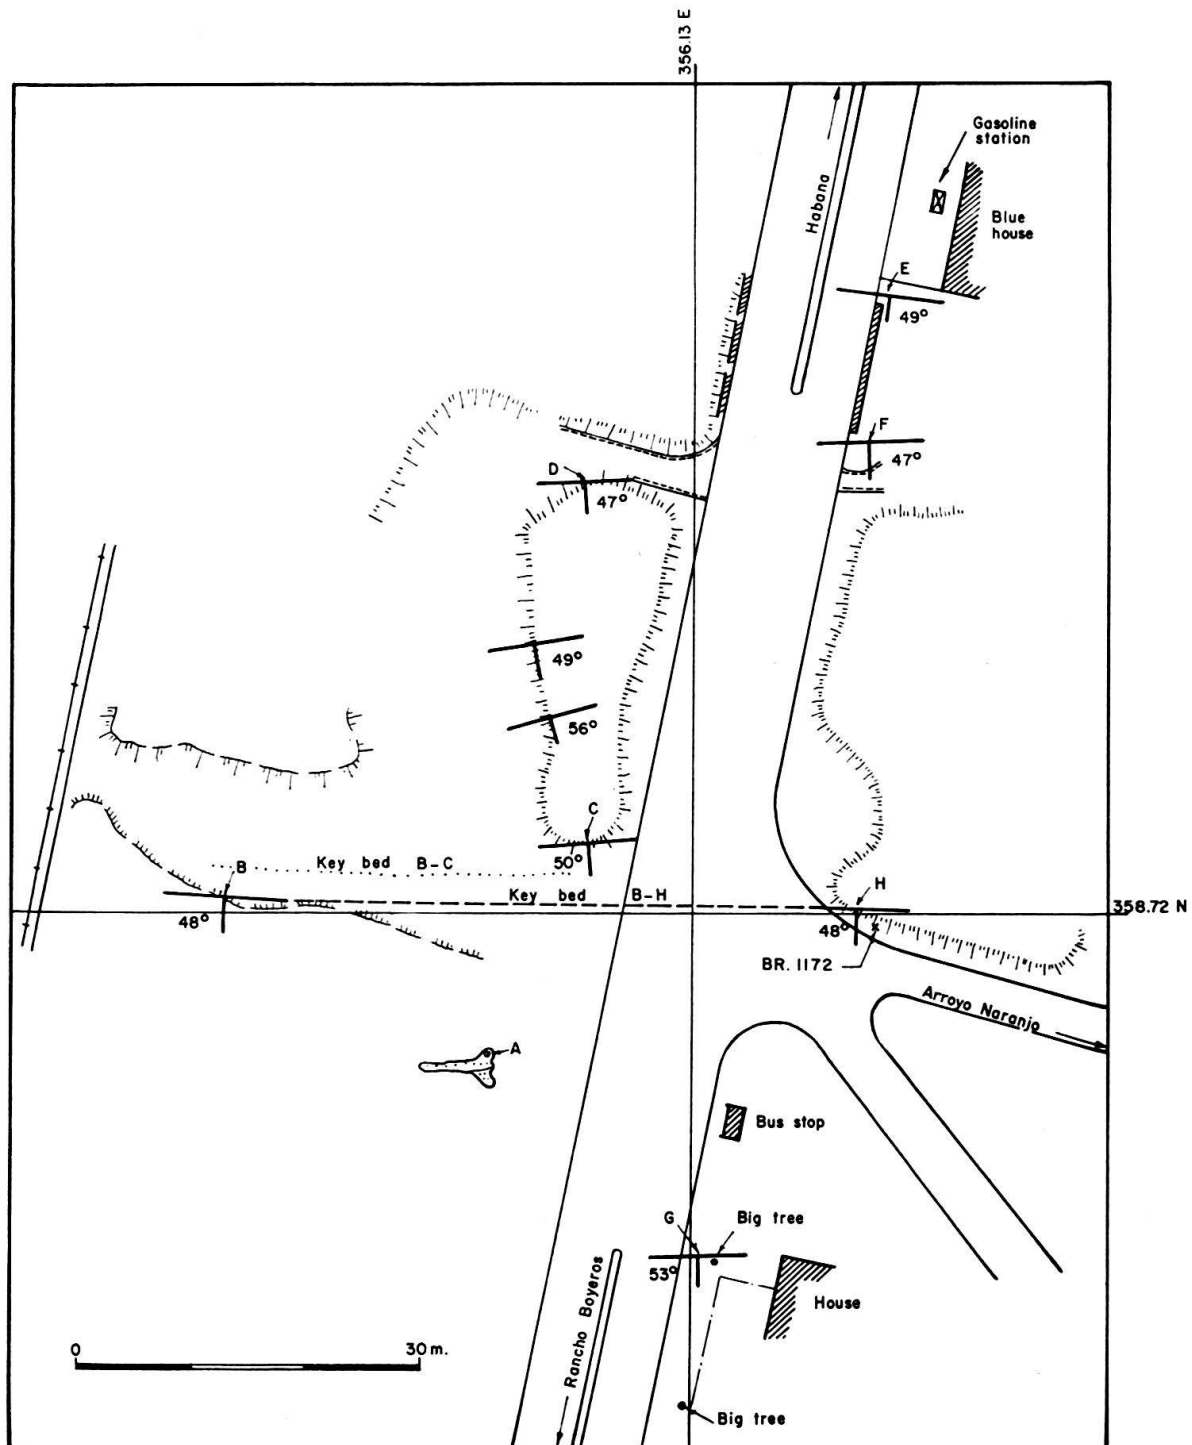 356.13 E
Gasoline
station
Habana
Blue
house
E
49°
F
47°
D
47°
49°
56°
C
50°
Key bed B-C
B
Key bed B-H
48°
H
48°
358.72 N
BR. 1172
Arroyo Naranjo
A
Bus stop
G
Big tree
53°
House
Rancho Boyeros
0 30 m.
Big tree